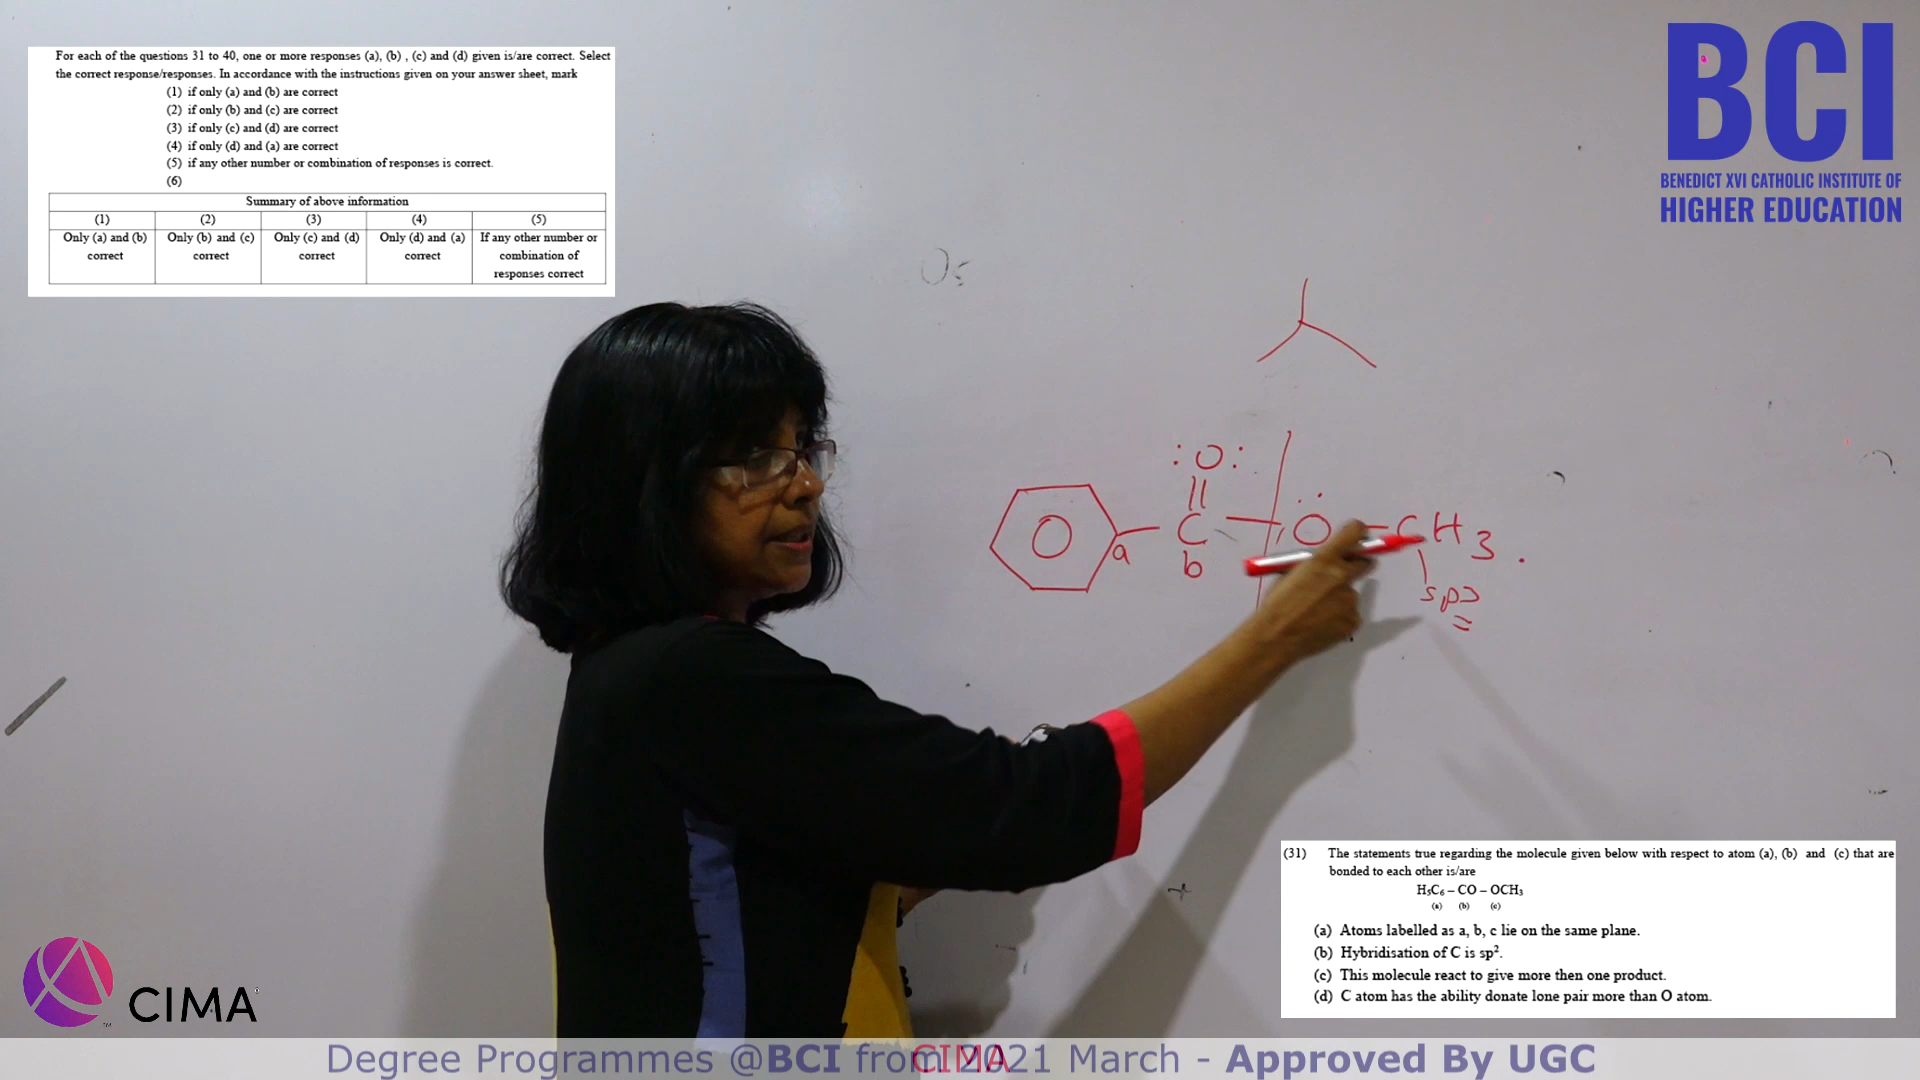 For each of the questions 31 to 40, one or more responses (a), (b) , (c) and (d) given is/are correct. Select
the correct response/responses. In accordance with the instructions given on your answer sheet, mark
(1) if only (a) and (b) are correct
(2) if only (b) and (c) are correct
(3) if only (c) and (d) are correct
(4) if only (d) and (a) are correct
(5) if any other number or combination of responses is correct.
(6)
Summary of above information
(1) (2) (3) (4) (5)
Only (a) and (b) Only (b) and (c) Only (c) and (d) Only (d) and (a) If any other number or
correct correct correct correct combination of
responses correct
BCI
BENEDICT XVI CATHOLIC INSTITUTE OF
HIGHER EDUCATION
:O:
C O CH3 .
a
b
sp3
(31) The statements true regarding the molecule given below with respect to atom (a), (b) and (c) that are
bonded to each other is/are
H5C6 – CO – OCH3
(a) (b) (c)
(a) Atoms labelled as a, b, c lie on the same plane.
(b) Hybridisation of C is sp².
(c) This molecule react to give more then one product.
(d) C atom has the ability donate lone pair more than O atom.
CIMA
Degree Programmes @BCI from 2021 March - Approved By UGC
CIMA